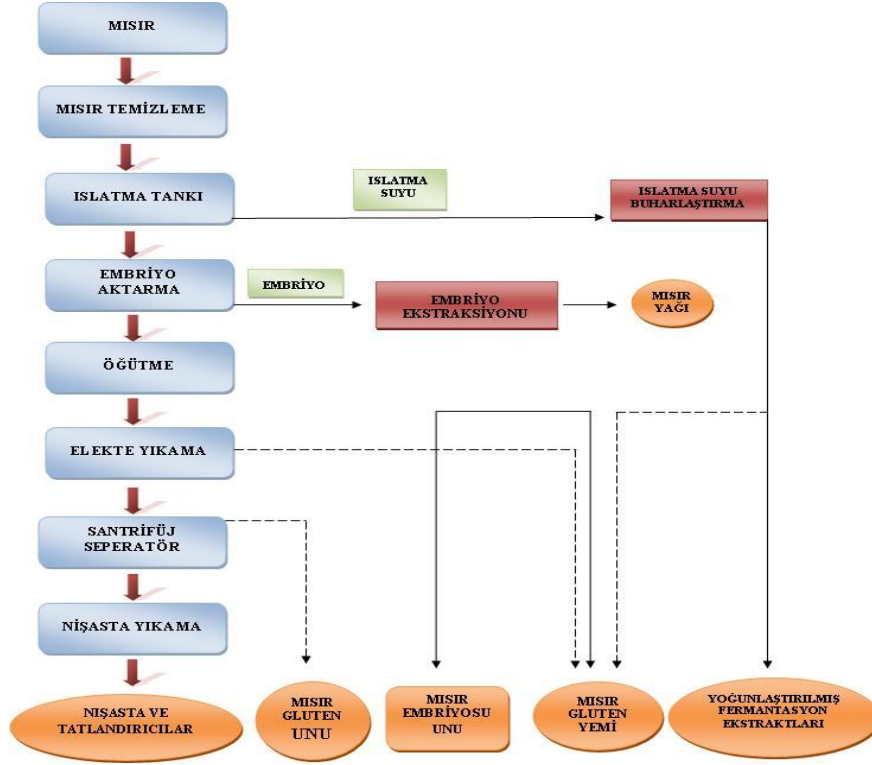 MISIR
MISIR TEMİZLEME
ISLATMA TANKI
ISLATMA
SUYU
ISLATMA SUYU
BUHARLAŞTIRMA
EMBRİYO
AKTARMA
EMBRİYO
EMBRİYO
EKSTRAKSİYONU
MISIR
YAĞI
ÖĞÜTME
ELEKTE YIKAMA
SANTRİFÜJ
SEPERATÖR
NİŞASTA YIKAMA
NIŞASTA VE
TATLANDIRICILAR
MISIR
GLUTEN
UNU
MISIR
EMBRİYOSU
UNU
MISIR
GLUTEN
YEMİ
YOĞUNLAŞTIRILMIŞ
FERMANTASYON
EKSTRAKTLARI